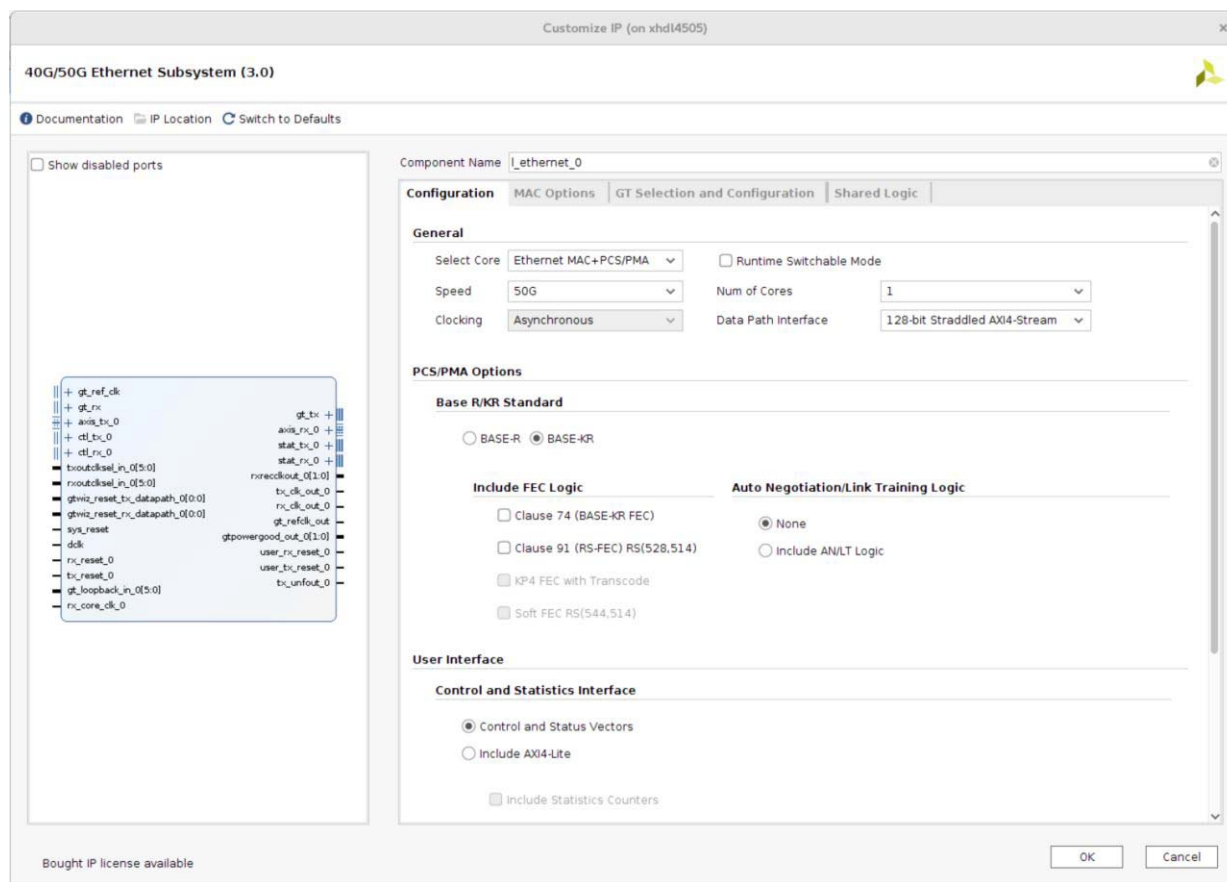 Customize IP (on xhdl4505)
×
40G/50G Ethernet Subsystem (3.0)
Documentation IP Location Switch to Defaults
Show disabled ports
+ gt_ref_clk
+ gt_rx
+ axis_tx_0
+ ctl_tx_0
+ ctl_rx_0
txoutclksel_in_0[5:0]
rxoutclksel_in_0[5:0]
gtwiz_reset_tx_datapath_0[0:0]
gtwiz_reset_rx_datapath_0[0:0]
sys_reset
dclk
rx_reset_0
tx_reset_0
gt_loopback_in_0[5:0]
rx_core_clk_0
gt_tx +
axis_rx_0 +
stat_tx_0 +
stat_rx_0 +
rxrecclkout_0[1:0]
tx_clk_out_0
rx_clk_out_0
gt_refclk_out
gtpowergood_out_0[1:0]
user_rx_reset_0
user_tx_reset_0
tx_unfout_0
Component Name l_ethernet_0
Configuration MAC Options GT Selection and Configuration Shared Logic
General
Select Core Ethernet MAC+PCS/PMA Runtime Switchable Mode
Speed 50G Num of Cores 1
Clocking Asynchronous Data Path Interface 128-bit Straddled AXI4-Stream
PCS/PMA Options
Base R/KR Standard
BASE-R BASE-KR
Include FEC Logic
Clause 74 (BASE-KR FEC)
Clause 91 (RS-FEC) RS(528,514)
KP4 FEC with Transcode
Soft FEC RS(544,514)
Auto Negotiation/Link Training Logic
None
Include AN/LT Logic
User Interface
Control and Statistics Interface
Control and Status Vectors
Include AXI4-Lite
Include Statistics Counters
Bought IP license available
OK Cancel